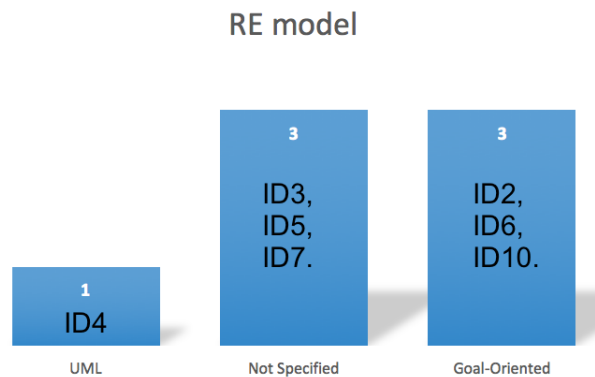 RE model
1
ID4
UML
3
ID3,
ID5,
ID7.
Not Specified
3
ID2,
ID6,
ID10.
Goal-Oriented